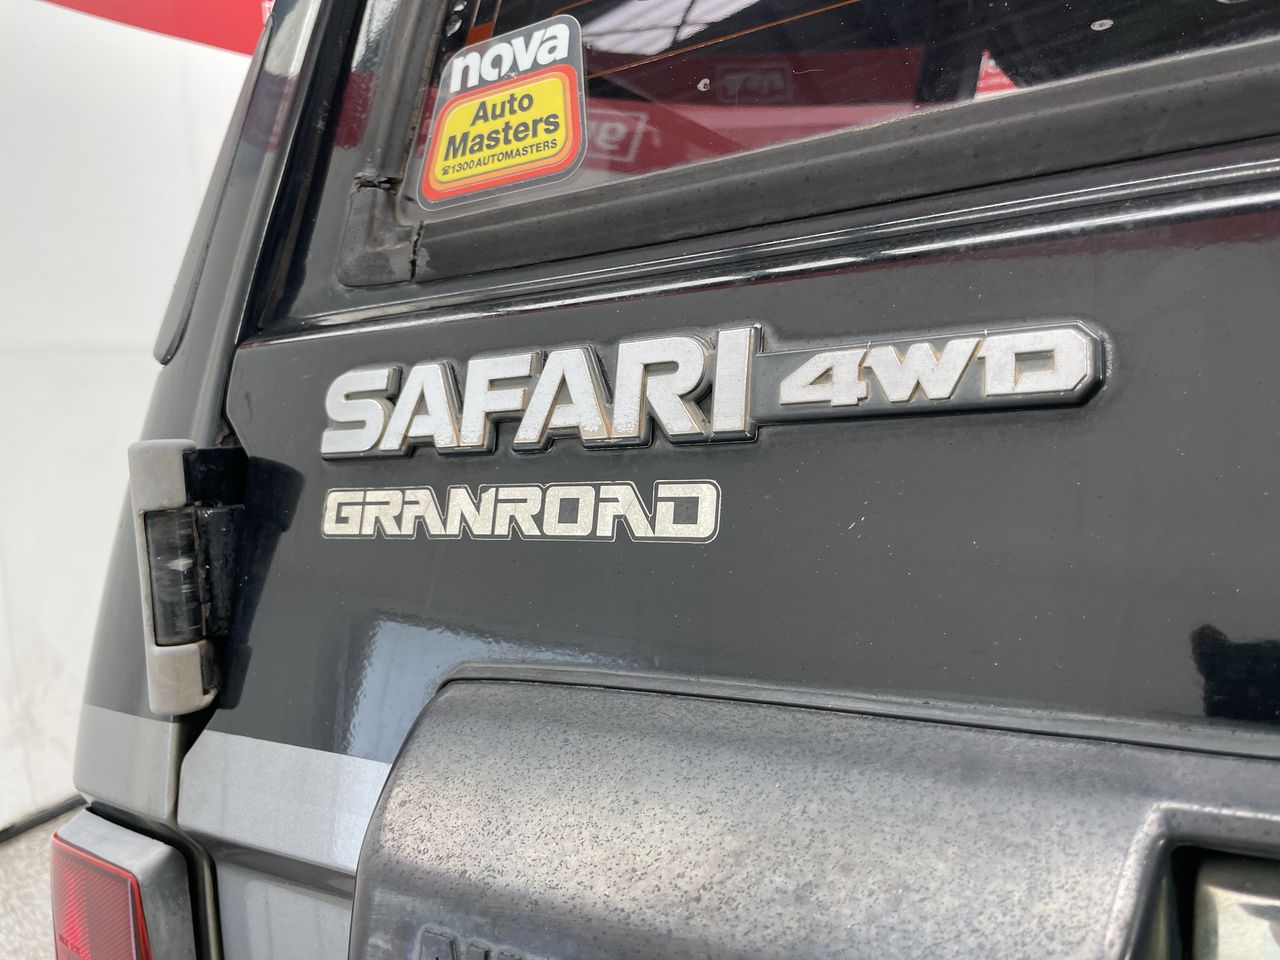 nova
Auto
Masters
☎1300AUTOMASTERS
SAFARI 4WD
GRANROAD